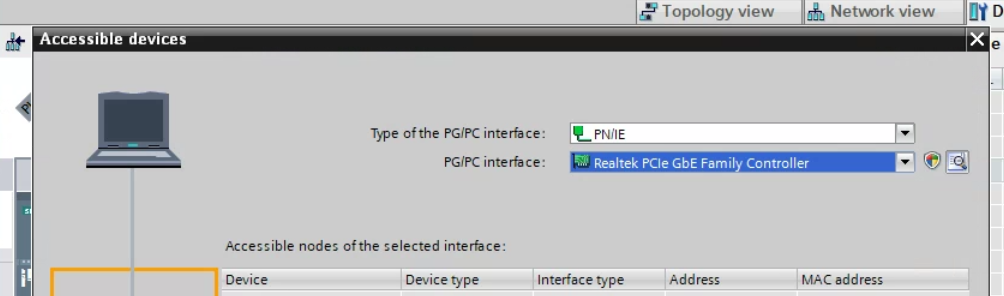 Topology view
Network view
D
Accessible devices
e
Type of the PG/PC interface:
PN/IE
PG/PC interface:
Realtek PCIe GbE Family Controller
Accessible nodes of the selected interface:
Device Device type Interface type Address MAC address